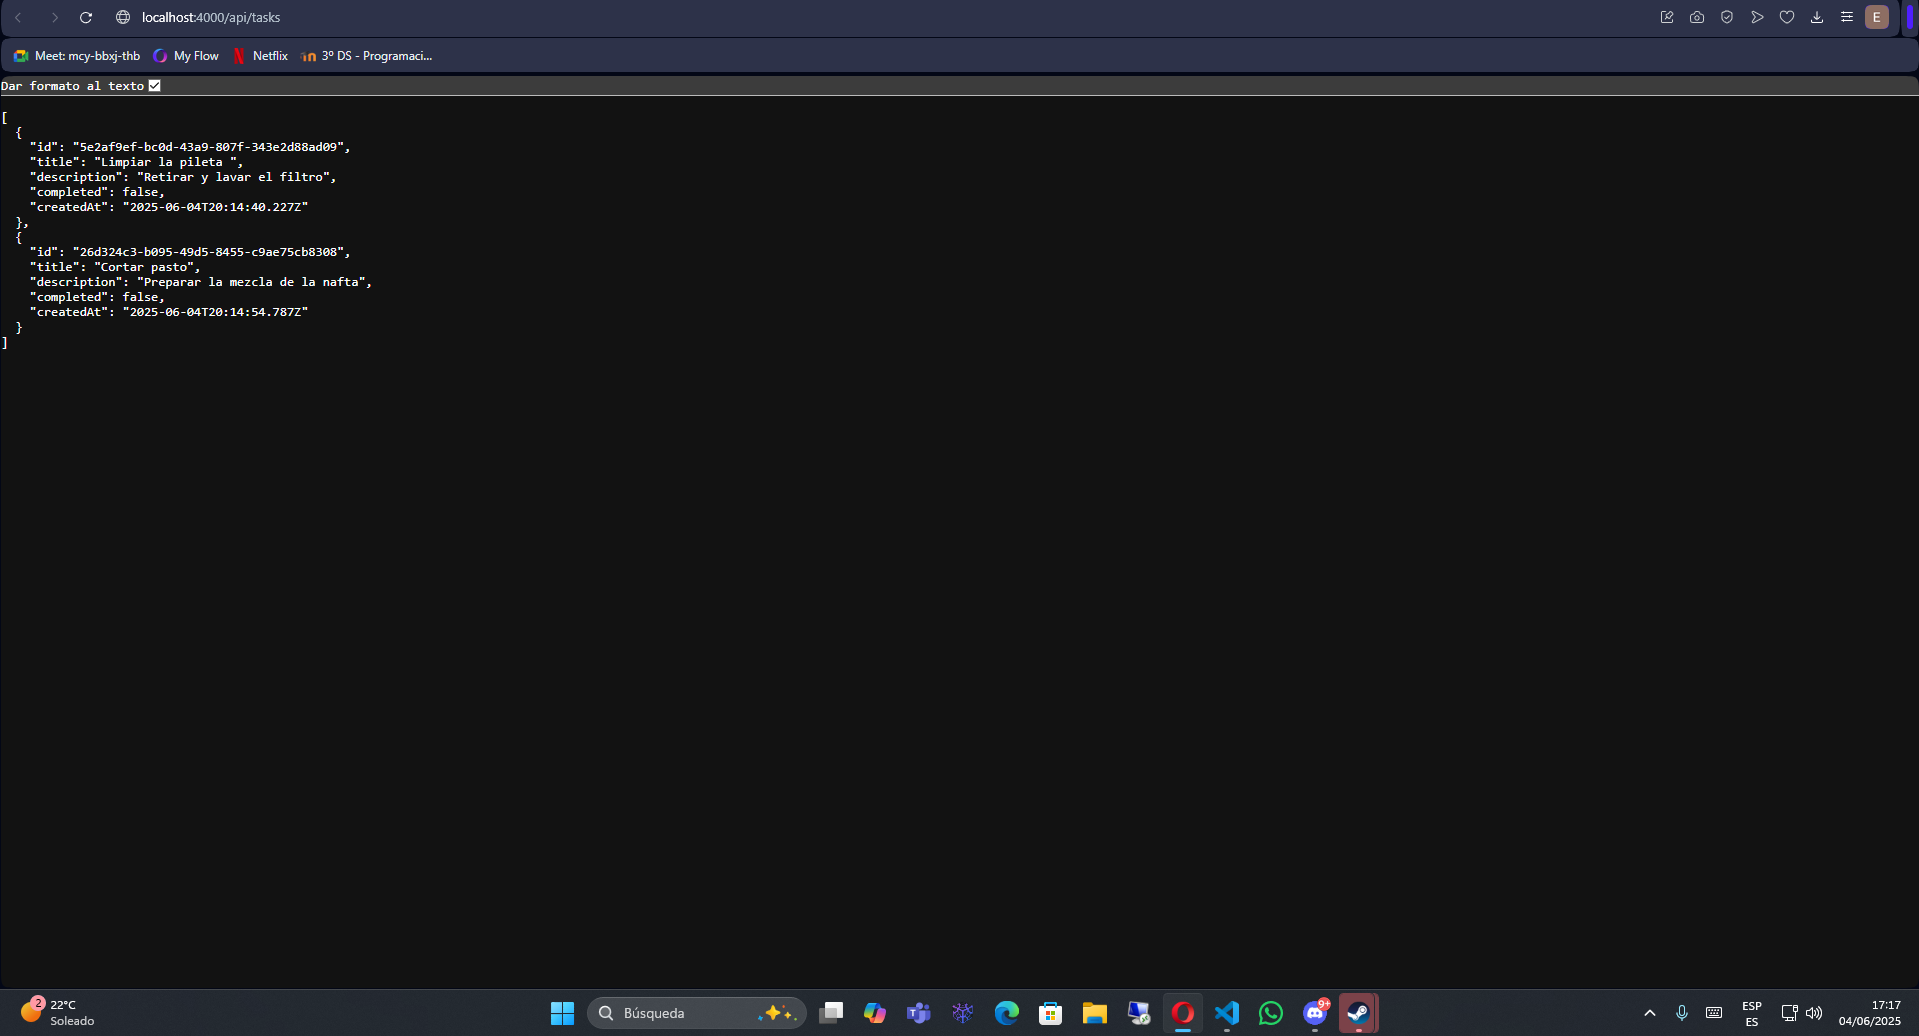 localhost:4000/api/tasks
E
Meet: mcy-bbxj-thb
My Flow
Netflix
3º DS - Programaci...
Dar formato al texto
[
  {
    "id": "5e2af9ef-bc0d-43a9-807f-343e2d88ad09",
    "title": "Limpiar la pileta ",
    "description": "Retirar y lavar el filtro",
    "completed": false,
    "createdAt": "2025-06-04T20:14:40.227Z"
  },
  {
    "id": "26d324c3-b095-49d5-8455-c9ae75cb8308",
    "title": "Cortar pasto",
    "description": "Preparar la mezcla de la nafta",
    "completed": false,
    "createdAt": "2025-06-04T20:14:54.787Z"
  }
]
2
22°C
Soleado
Búsqueda
9+
ESP
ES
17:17
04/06/2025